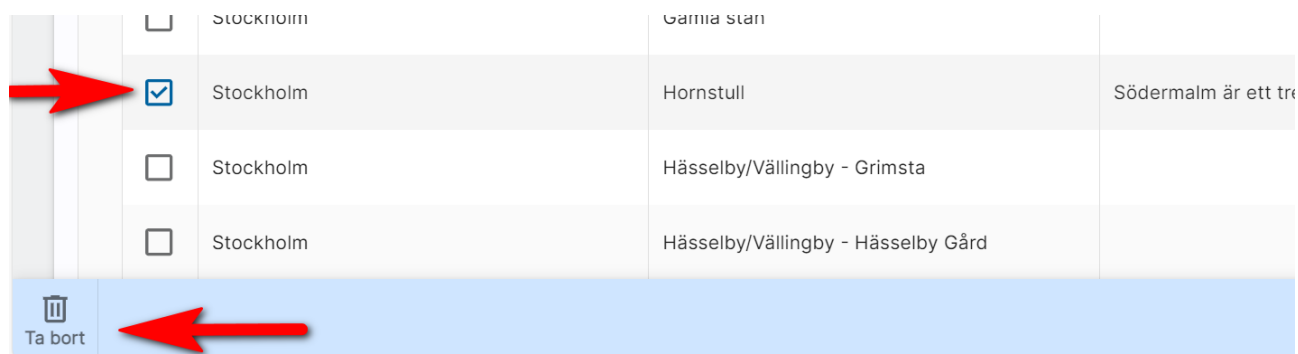 Stockholm Gamla stan
Stockholm Hornstull Södermalm är ett tre
Stockholm Hässelby/Vällingby - Grimsta
Stockholm Hässelby/Vällingby - Hässelby Gård
Ta bort